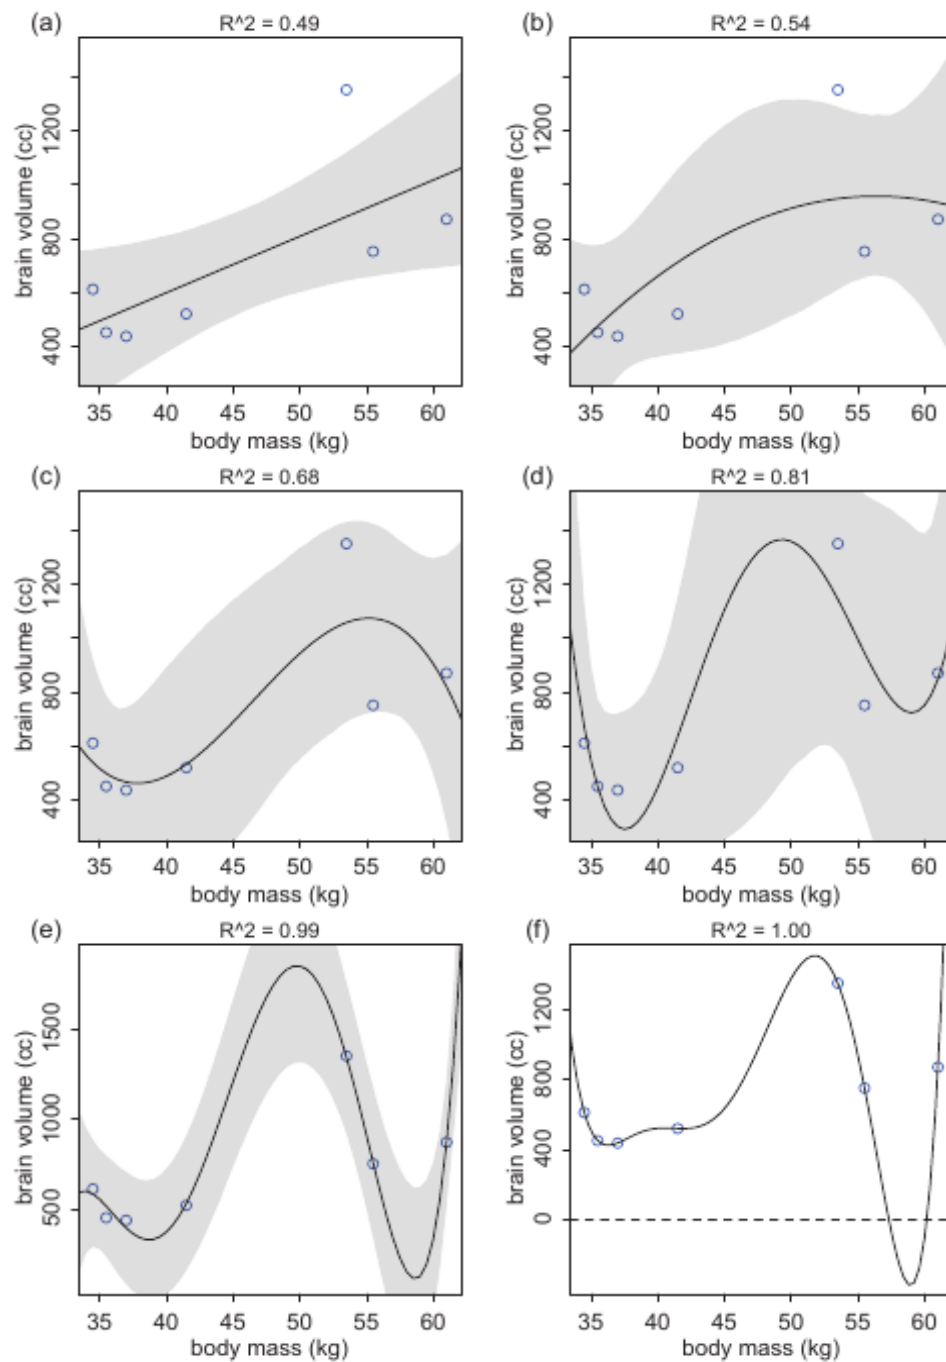 (a) R^2 = 0.49
brain volume (cc)
400 800 1200
35 40 45 50 55 60
body mass (kg)
(b) R^2 = 0.54
brain volume (cc)
400 800 1200
35 40 45 50 55 60
body mass (kg)
(c) R^2 = 0.68
brain volume (cc)
400 800 1200
35 40 45 50 55 60
body mass (kg)
(d) R^2 = 0.81
brain volume (cc)
400 800 1200
35 40 45 50 55 60
body mass (kg)
(e) R^2 = 0.99
brain volume (cc)
500 1000 1500
35 40 45 50 55 60
body mass (kg)
(f) R^2 = 1.00
brain volume (cc)
0 400 800 1200
35 40 45 50 55 60
body mass (kg)